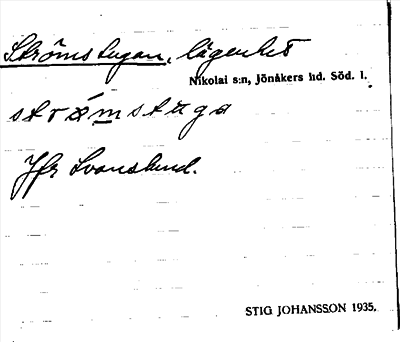 Strömstugan, lägenhet
Nikolai s:n, Jönåkers hd. Söd. l.
Jfr Svanslund.
STIG JOHANSSON 1935.